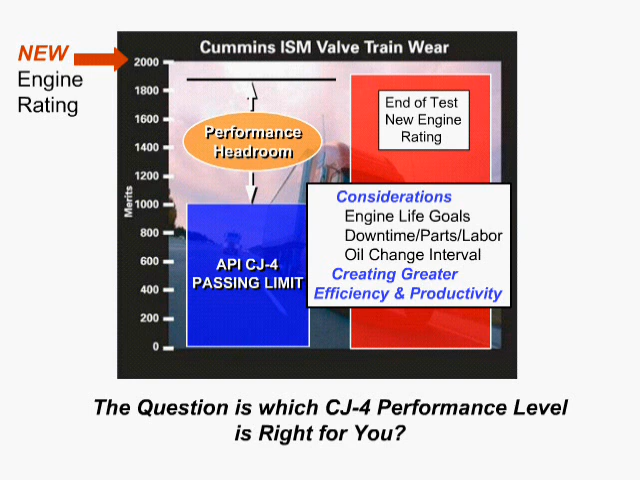 NEW
Engine
Rating
Cummins ISM Valve Train Wear
Merits
2000
1800
1600
1400
1200
1000
800
600
400
200
0
Performance
Headroom
API CJ-4
PASSING LIMIT
End of Test
New Engine
Rating
Considerations
Engine Life Goals
Downtime/Parts/Labor
Oil Change Interval
Creating Greater
Efficiency & Productivity
The Question is which CJ-4 Performance Level
is Right for You?